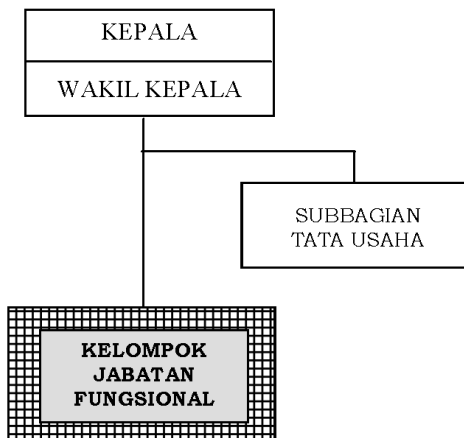 KEPALA
WAKIL KEPALA
SUBBAGIAN
TATA USAHA
KELOMPOK
JABATAN
FUNGSIONAL